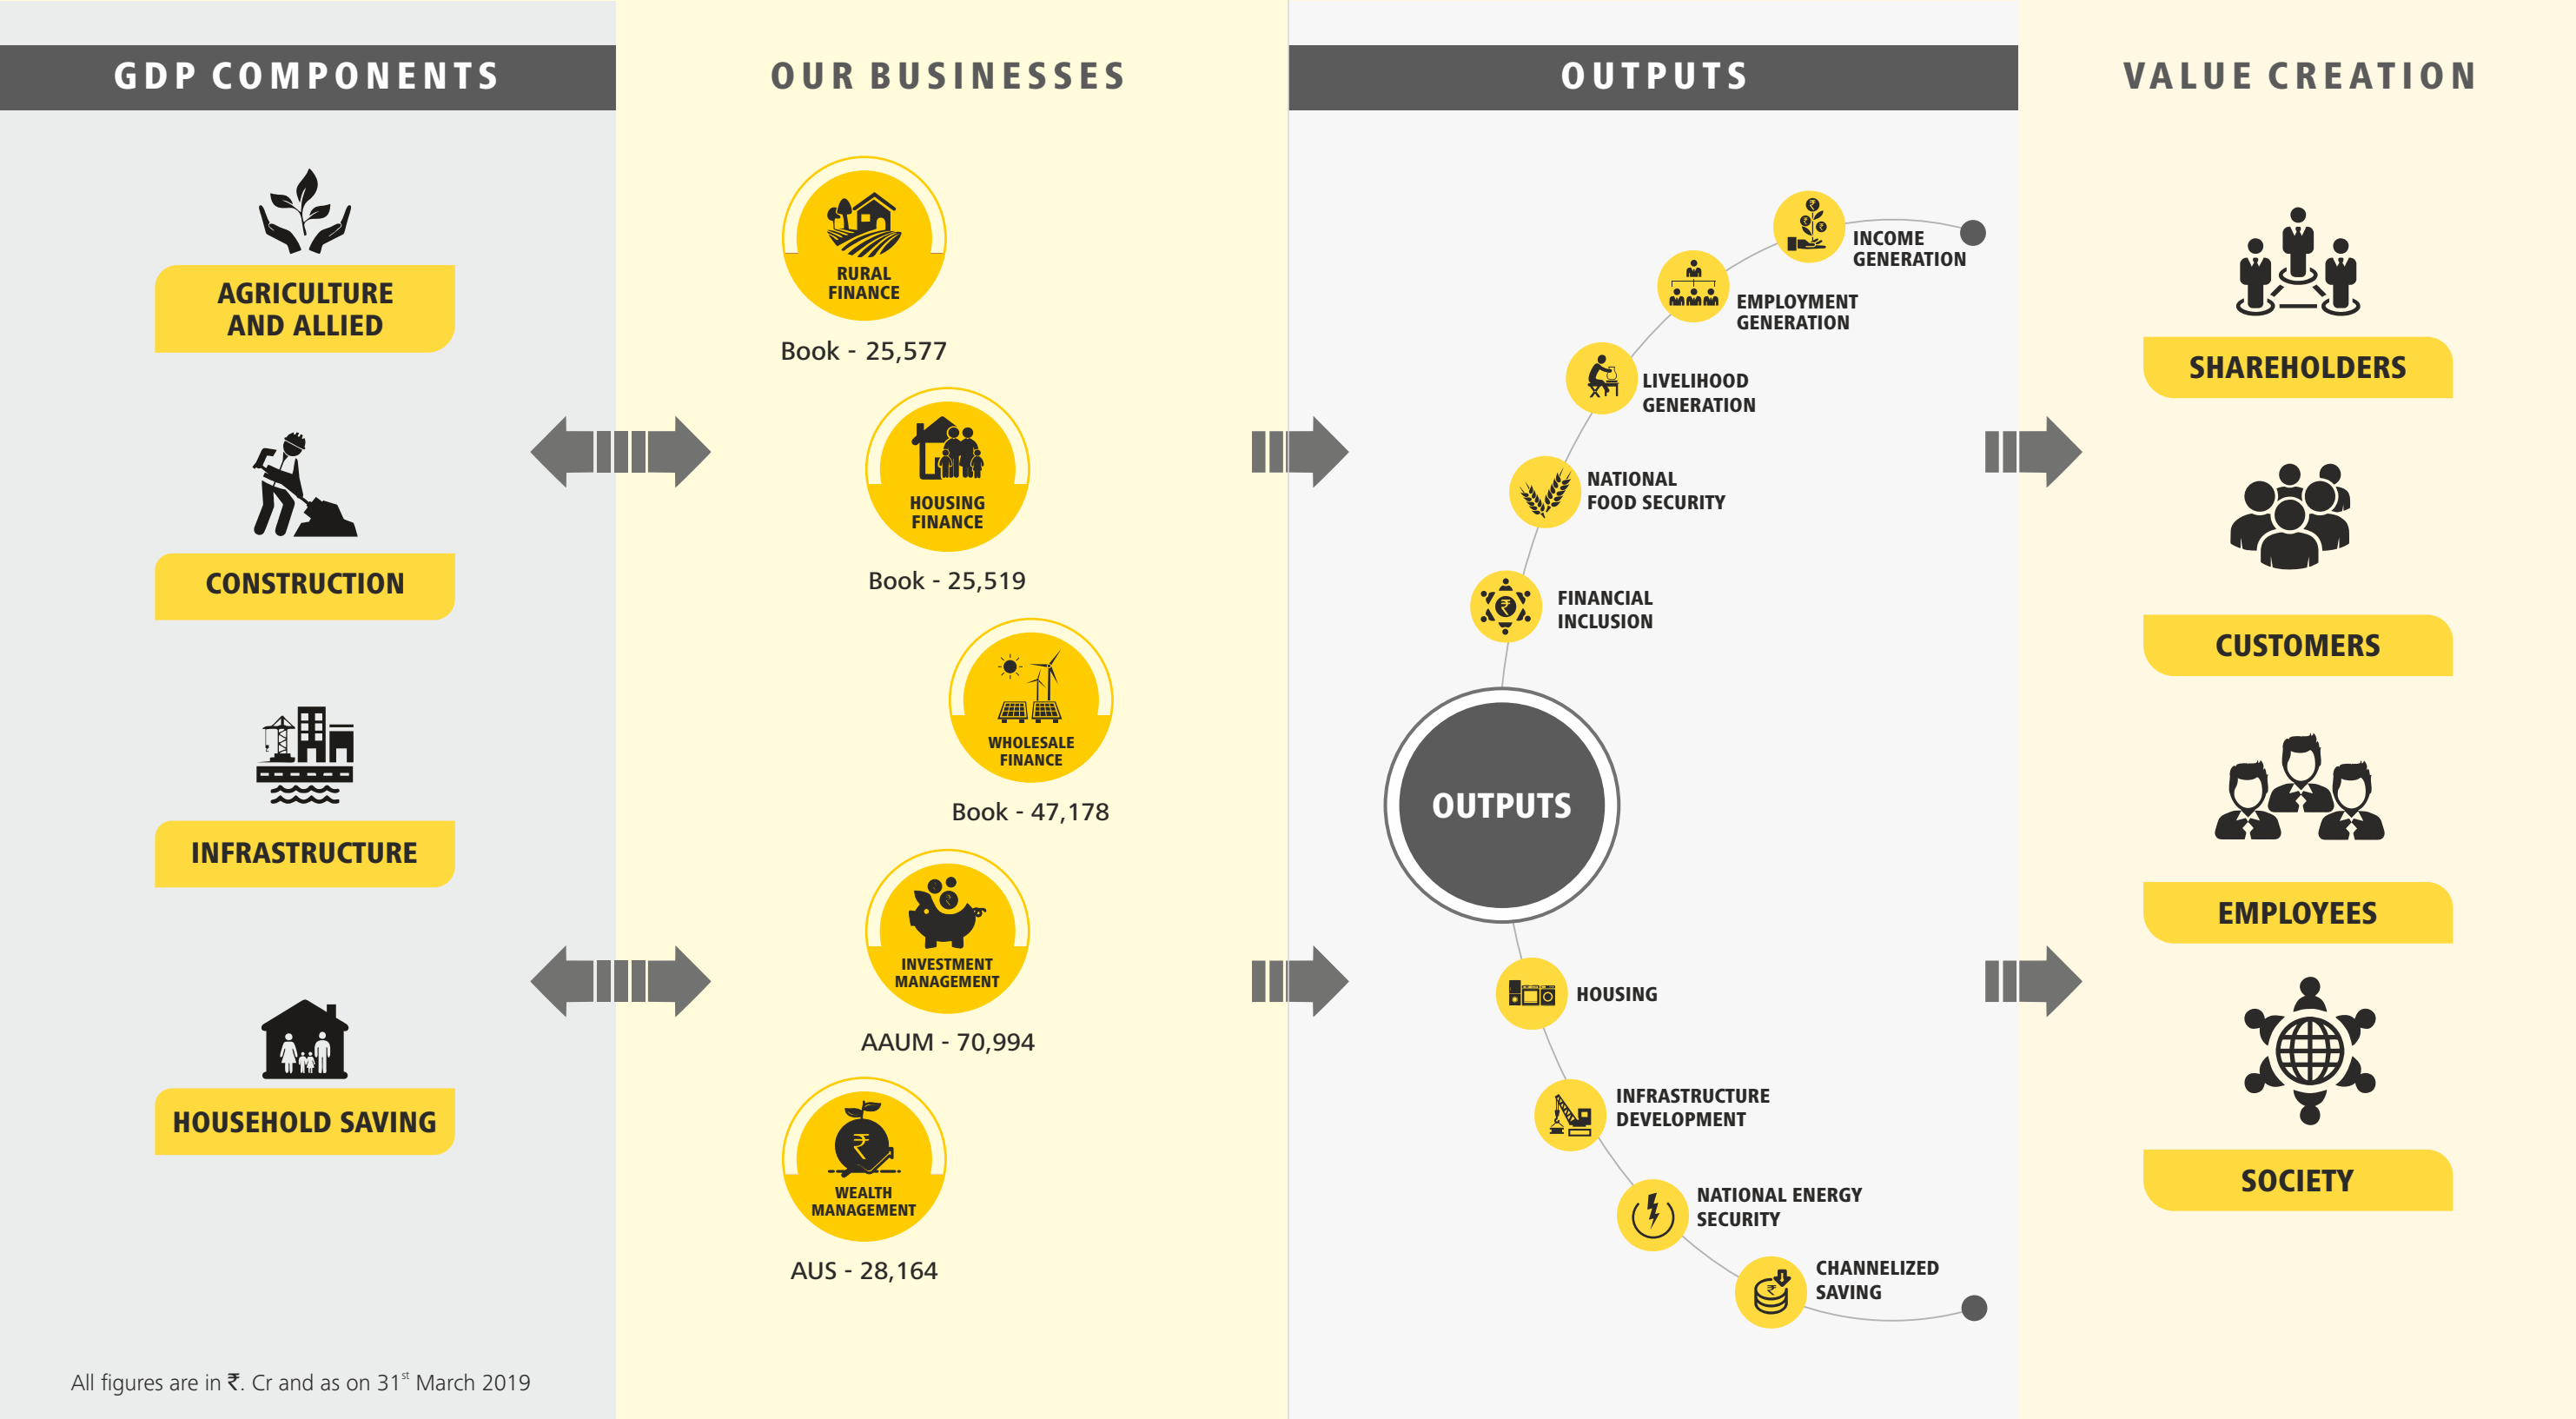 GDP COMPONENTS
AGRICULTURE
AND ALLIED
CONSTRUCTION
INFRASTRUCTURE
HOUSEHOLD SAVING
All figures are in ₹. Cr and as on 31st March 2019
OUR BUSINESSES
RURAL
FINANCE
Book - 25,577
HOUSING
FINANCE
Book - 25,519
WHOLESALE
FINANCE
Book - 47,178
INVESTMENT
MANAGEMENT
AAUM - 70,994
₹
WEALTH
MANAGEMENT
AUS - 28,164
OUTPUTS
INCOME
GENERATION
EMPLOYMENT
GENERATION
LIVELIHOOD
GENERATION
NATIONAL
FOOD SECURITY
₹
FINANCIAL
INCLUSION
OUTPUTS
HOUSING
INFRASTRUCTURE
DEVELOPMENT
NATIONAL ENERGY
SECURITY
₹
CHANNELIZED
SAVING
VALUE CREATION
SHAREHOLDERS
CUSTOMERS
EMPLOYEES
SOCIETY